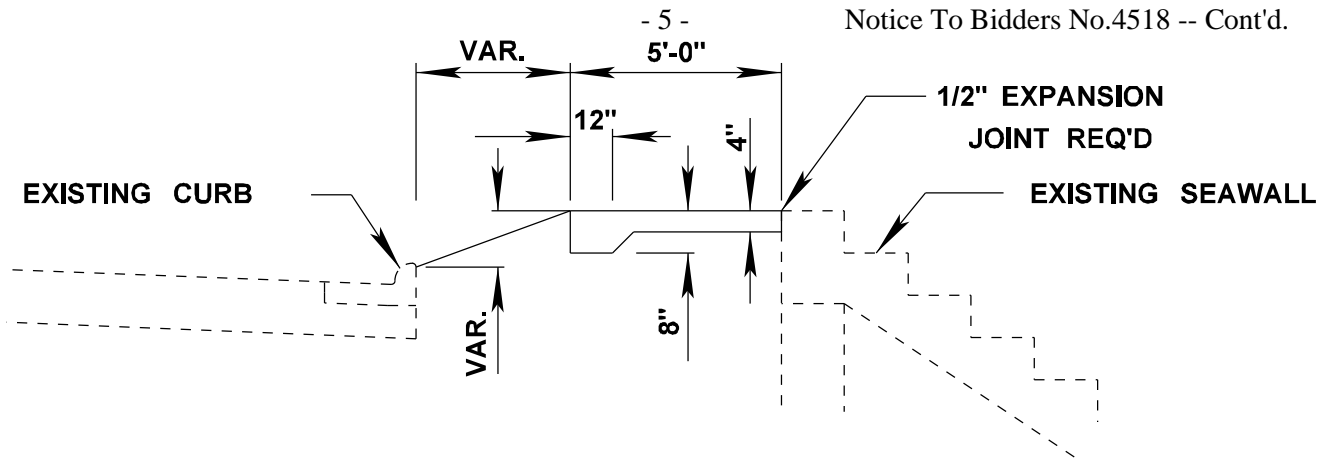 - 5 -
Notice To Bidders No.4518 -- Cont'd.
VAR.
5'-0"
12"
4"
1/2" EXPANSION
JOINT REQ'D
EXISTING CURB
EXISTING SEAWALL
VAR.
8"